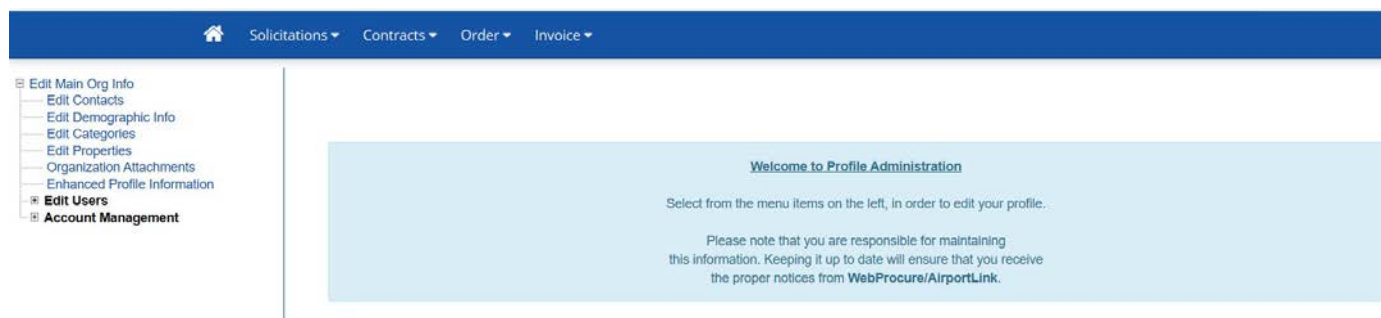 Solicitations Contracts Order Invoice
Edit Main Org Info
Edit Contacts
Edit Demographic Info
Edit Categories
Edit Properties
Organization Attachments
Enhanced Profile Information
Edit Users
Account Management
Welcome to Profile Administration
Select from the menu items on the left, in order to edit your profile.
Please note that you are responsible for maintaining
this information. Keeping it up to date will ensure that you receive
the proper notices from WebProcure/AirportLink.